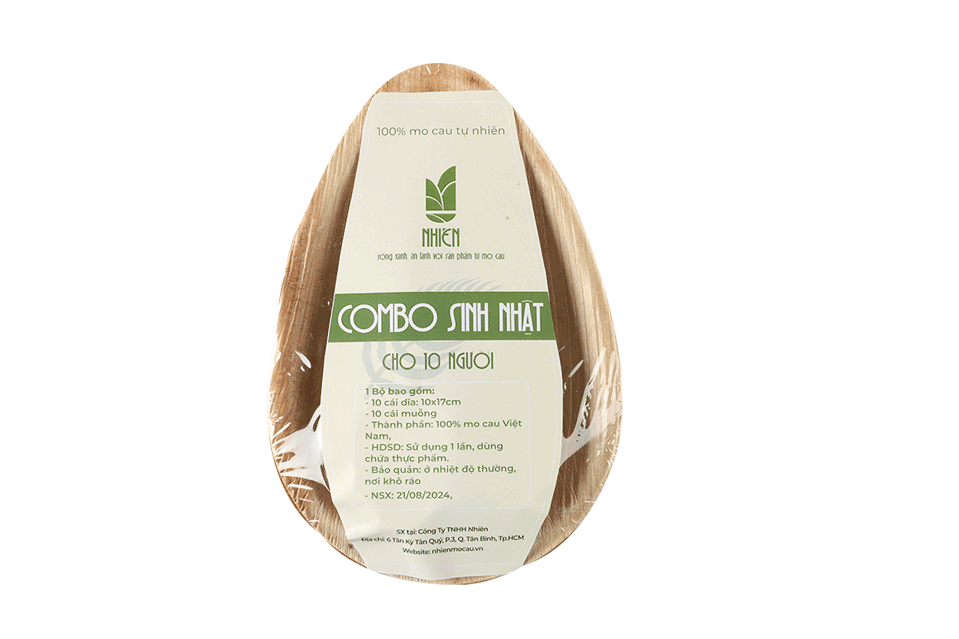 100% mo cau tự nhiên
NHIÊN
sống xanh, ăn lành với sản phẩm từ mo cau
COMBO SINH NHẬT
CHO 10 NGƯỜI
1 Bộ bao gồm:
- 10 cái dĩa: 10x17cm
- 10 cái muỗng
- Thành phần: 100% mo cau Việt
Nam,
- HDSD: Sử dụng 1 lần, dùng
chứa thực phẩm.
- Bảo quản: ở nhiệt độ thường,
nơi khô ráo
- NSX: 21/08/2024,
SX tại: Công Ty TNHH Nhiên
Địa chỉ: 6 Tân Kỳ Tân Quý, P.3, Q. Tân Bình, Tp.HCM
Website: nhienmocau.vn